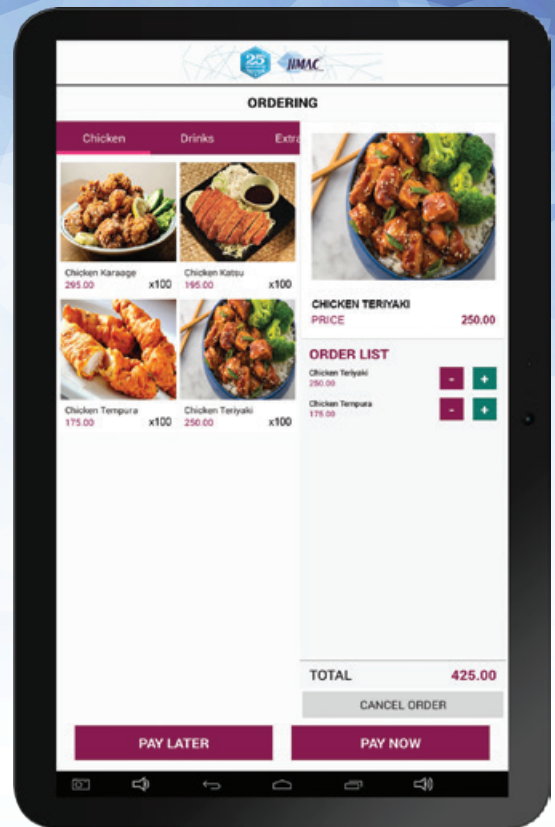 25
IIMAC
ORDERING
Chicken Drinks Extra
Chicken Karaage
295.00 x100
Chicken Katsu
195.00 x100
Chicken Tempura
175.00 x100
Chicken Teriyaki
250.00 x100
CHICKEN TERIYAKI
PRICE 250.00
ORDER LIST
Chicken Teriyaki
250.00
- +
Chicken Tempura
175.00
- +
TOTAL 425.00
CANCEL ORDER
PAY LATER PAY NOW